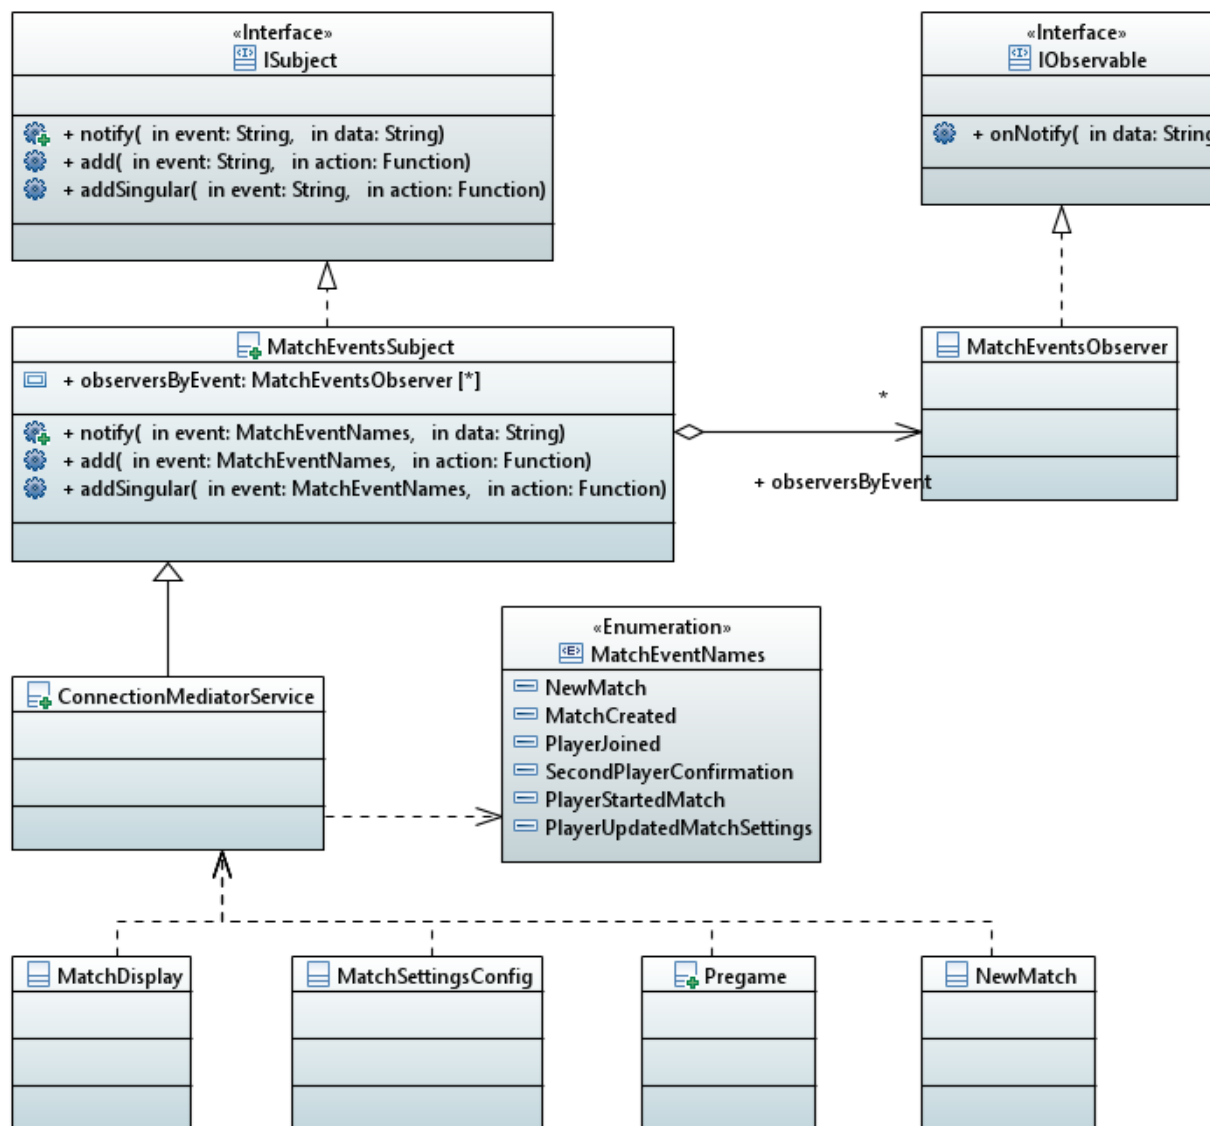 «Interface»
ISubject
+ notify( in event: String, in data: String)
+ add( in event: String, in action: Function)
+ addSingular( in event: String, in action: Function)
«Interface»
IObservable
+ onNotify( in data: String
MatchEventsSubject
+ observersByEvent: MatchEventsObserver [*]
+ notify( in event: MatchEventNames, in data: String)
+ add( in event: MatchEventNames, in action: Function)
+ addSingular( in event: MatchEventNames, in action: Function)
*
+ observersByEvent
MatchEventsObserver
ConnectionMediatorService
«Enumeration»
MatchEventNames
NewMatch
MatchCreated
PlayerJoined
SecondPlayerConfirmation
PlayerStartedMatch
PlayerUpdatedMatchSettings
MatchDisplay
MatchSettingsConfig
Pregame
NewMatch